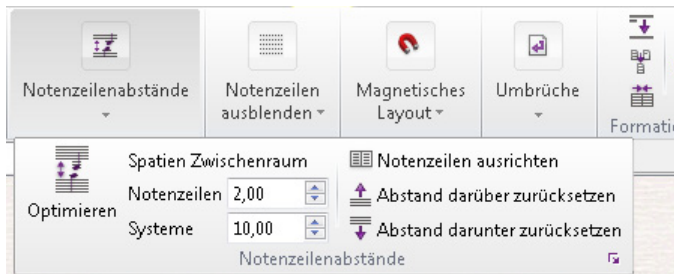 Notenzeilenabstände
Notenzeilen
ausblenden
Magnetisches
Layout
Umbrüche
Formati
Optimieren
Spatien Zwischenraum
Notenzeilen 2,00
Systeme 10,00
Notenzeilen ausrichten
Abstand darüber zurücksetzen
Abstand darunter zurücksetzen
Notenzeilenabstände